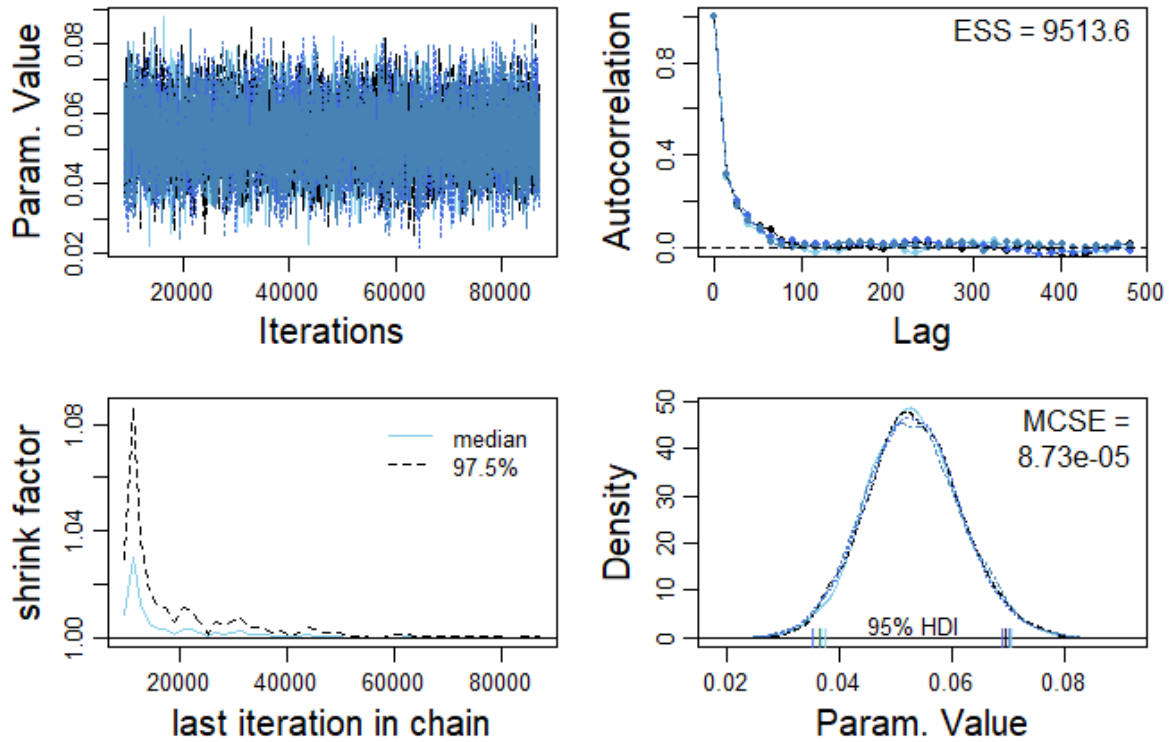 Param. Value
0.02 0.04 0.06 0.08
20000 40000 60000 80000
Iterations
Autocorrelation
0.0 0.4 0.8
ESS = 9513.6
0 100 200 300 400 500
Lag
shrink factor
1.00 1.04 1.08
median
97.5%
20000 40000 60000 80000
last iteration in chain
Density
0 10 20 30 40 50
MCSE =
8.73e-05
95% HDI
0.02 0.04 0.06 0.08
Param. Value